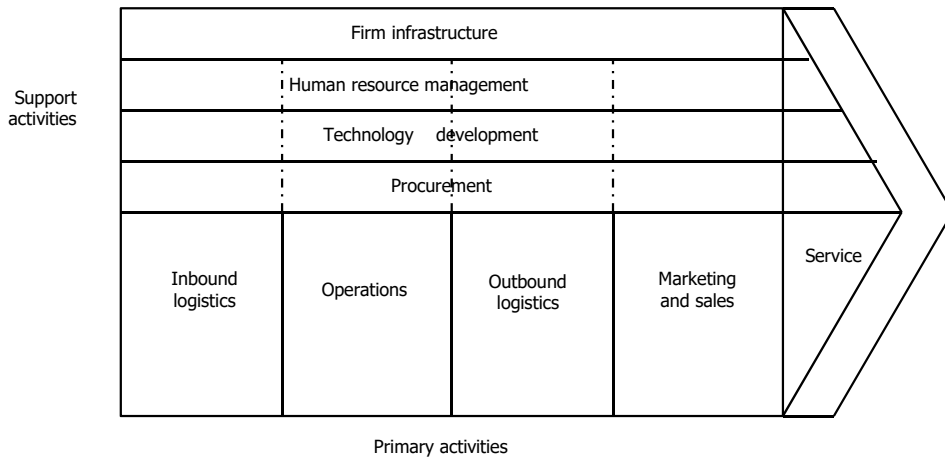 Firm infrastructure
Human resource management
Support
activities
Technology development
Procurement
Inbound
logistics
Operations
Outbound
logistics
Marketing
and sales
Service
Primary activities